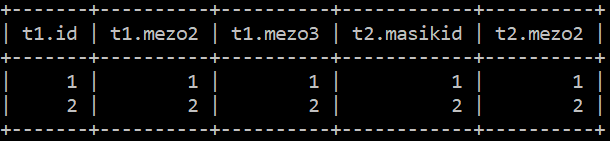 +-------+----------+----------+------------+----------+
| t1.id | t1.mezo2 | t1.mezo3 | t2.masikid | t2.mezo2 |
+-------+----------+----------+------------+----------+
|     1 |        1 |        1 |          1 |        1 |
|     2 |        2 |        2 |          2 |        2 |
+-------+----------+----------+------------+----------+